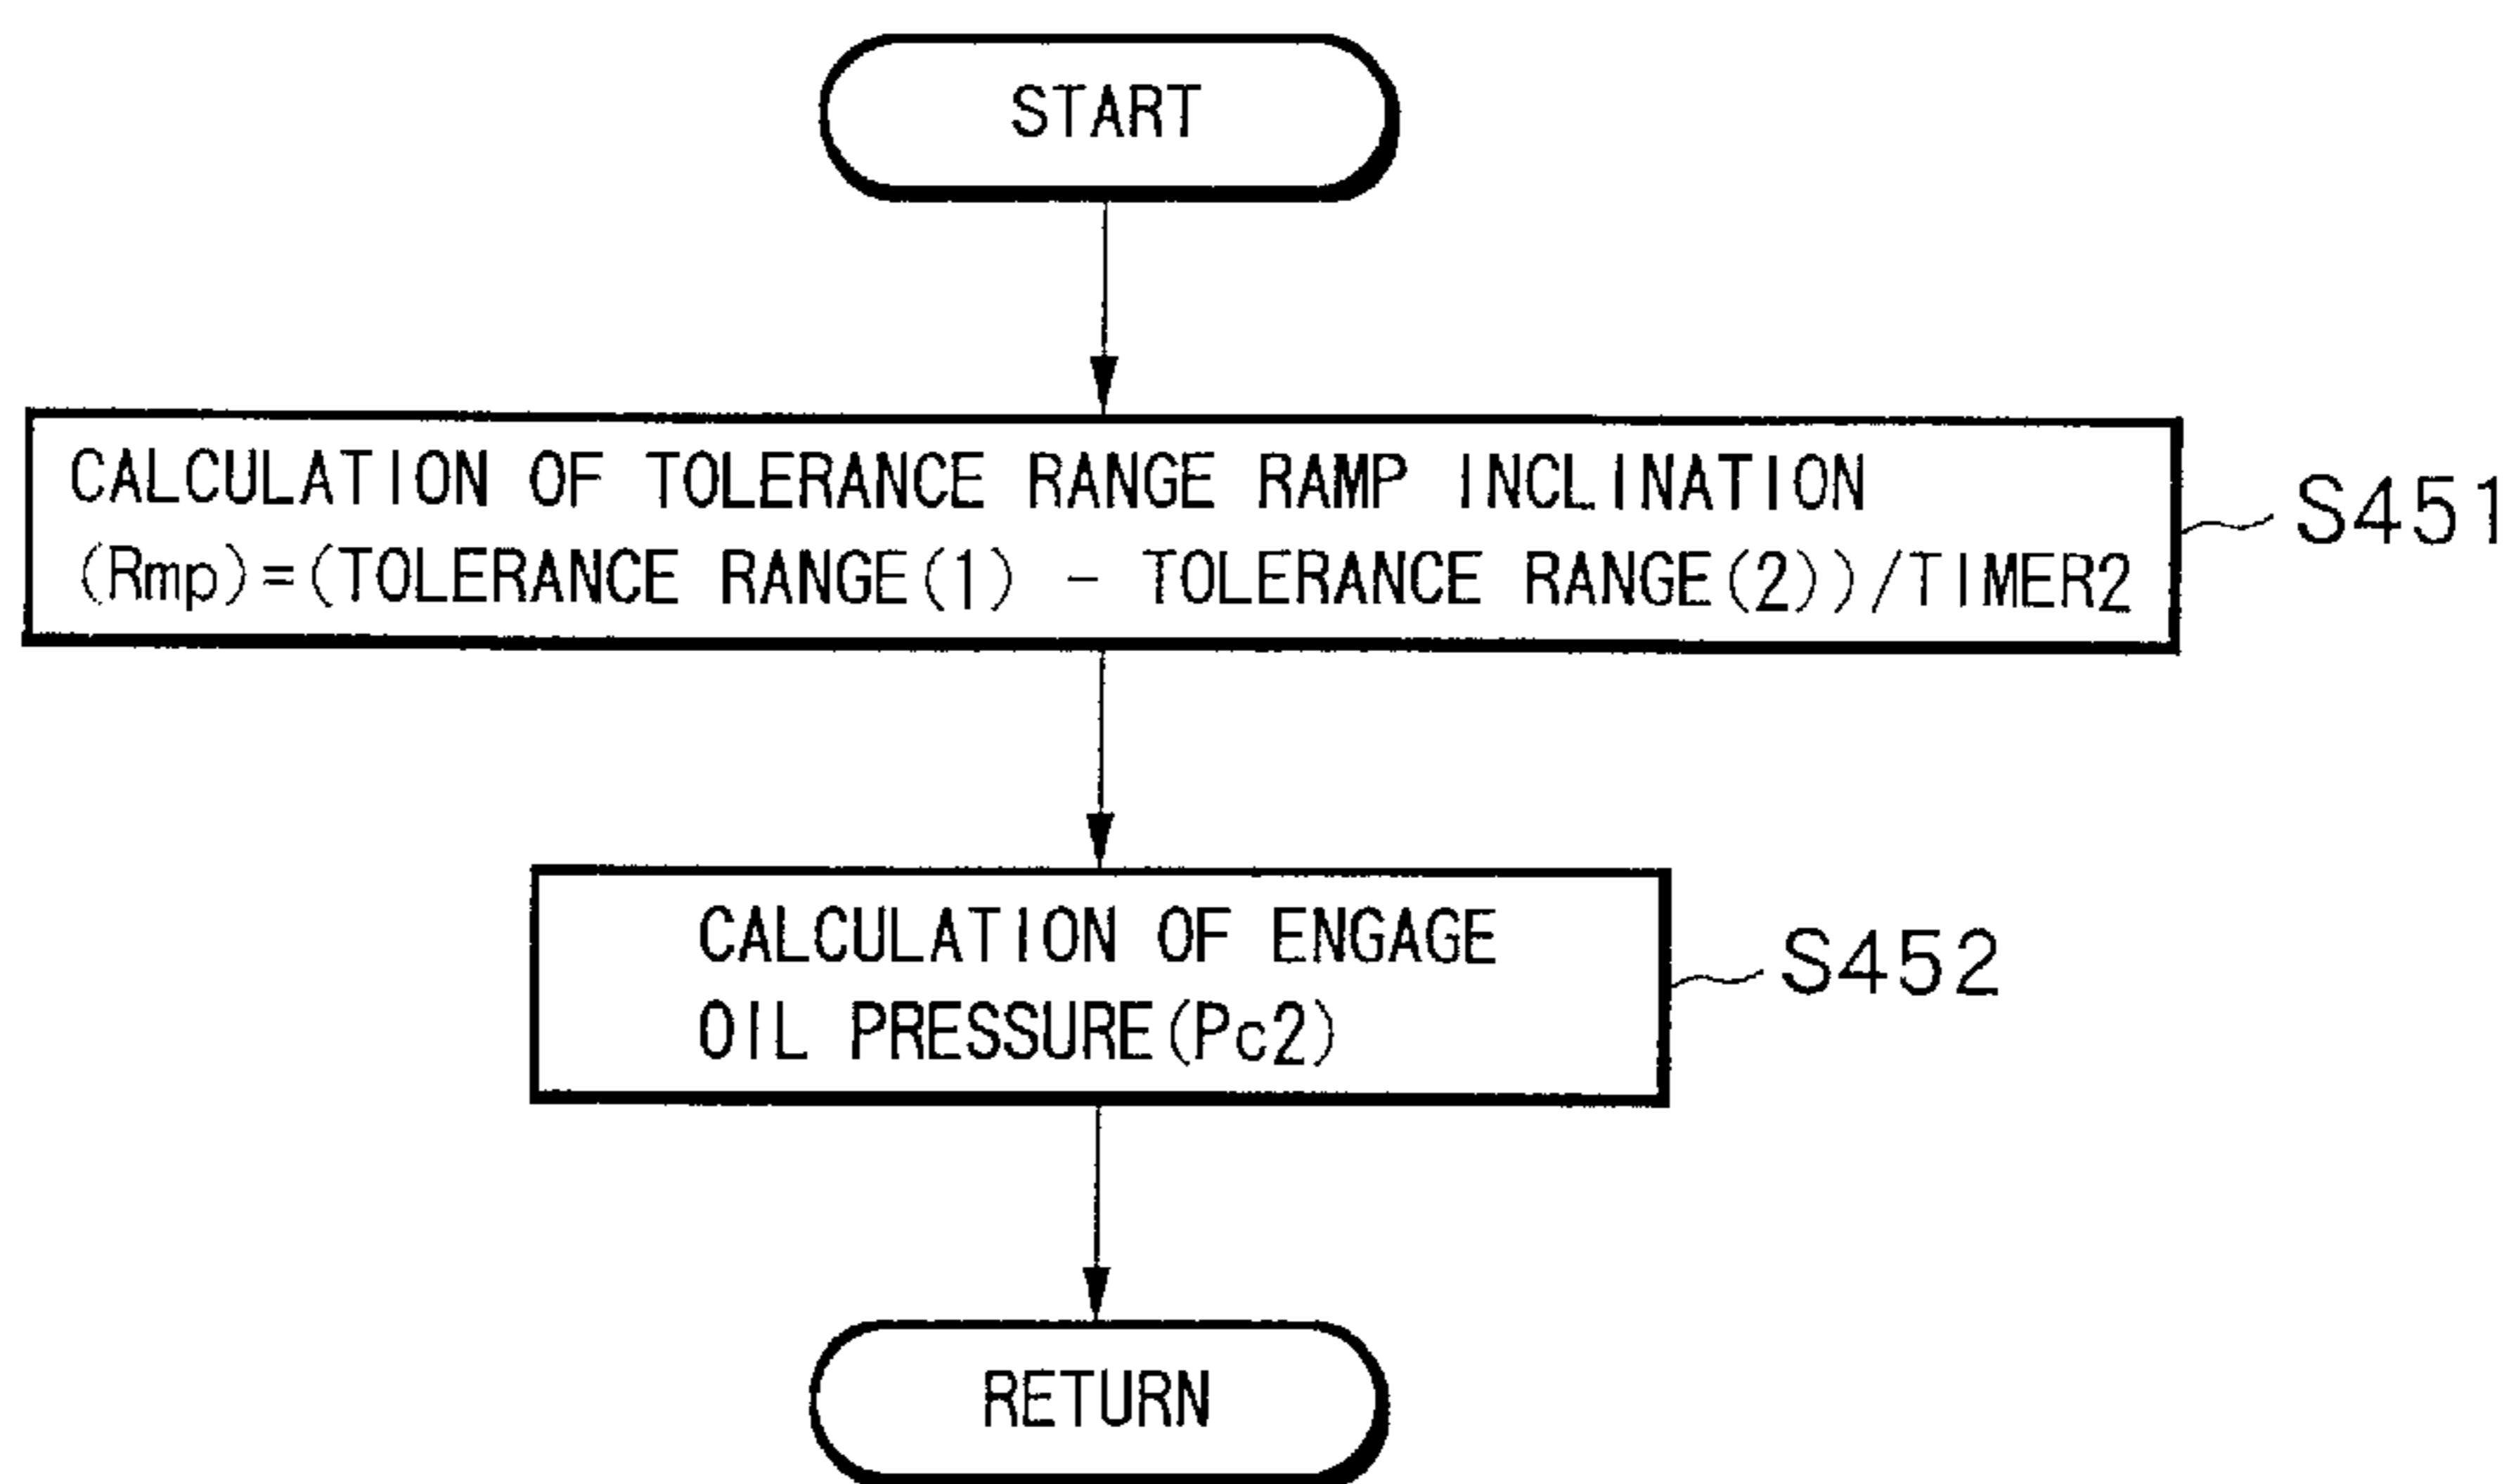 START
CALCULATION OF TOLERANCE RANGE RAMP INCLINATION
(Rmp)=(TOLERANCE RANGE(1) - TOLERANCE RANGE(2))/TIMER2
S451
CALCULATION OF ENGAGE
OIL PRESSURE(Pc2)
S452
RETURN